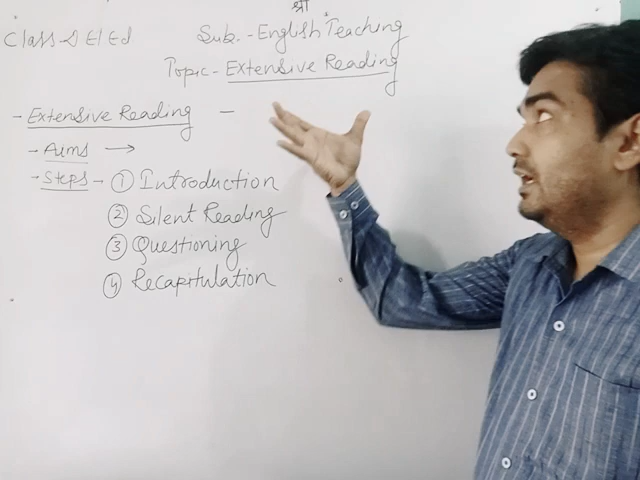 श्री
Class-D El Ed Sub. - English Teaching
Topic - Extensive Reading
- Extensive Reading -
- Aims →
- Steps - ① Introduction
② Silent Reading
③ Questioning
④ Recapitulation